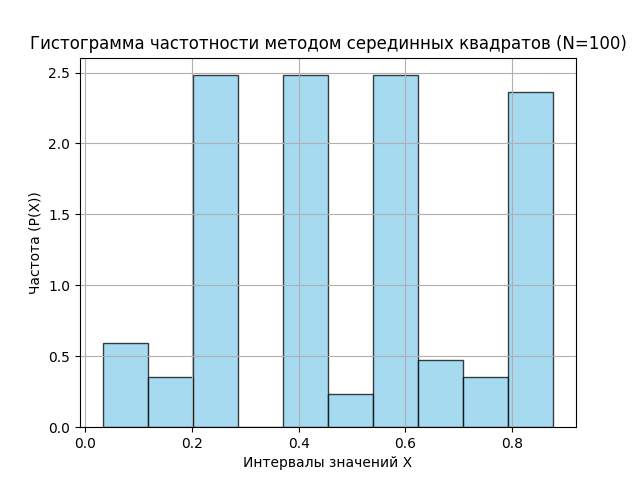 Гистограмма частотности методом серединных квадратов (N=100)
2.5
2.0
1.5
1.0
0.5
0.0
Частота (P(X))
0.0 0.2 0.4 0.6 0.8
Интервалы значений X